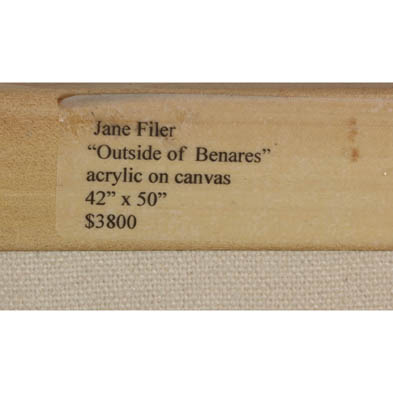 Jane Filer
“Outside of Benares”
acrylic on canvas
42” x 50”
$3800